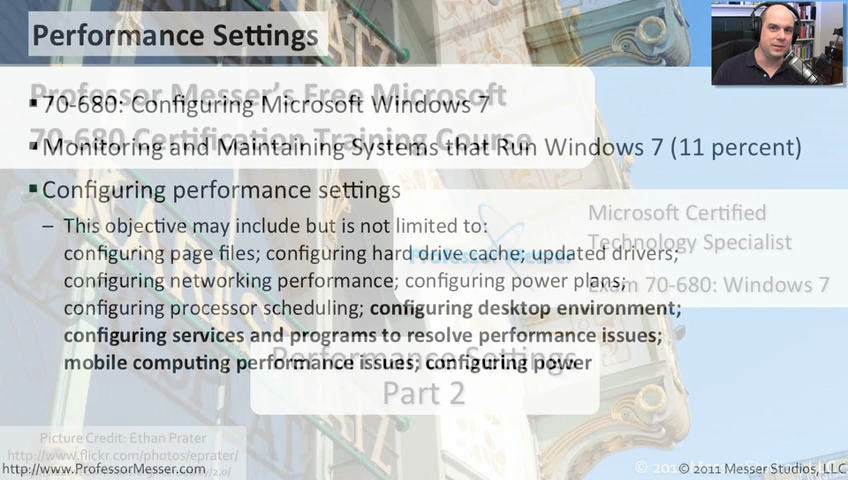 Performance Settings
Professor Messer's Free Microsoft
70-680 Certification Training Course
▪ 70-680: Configuring Microsoft Windows 7
▪ Monitoring and Maintaining Systems that Run Windows 7 (11 percent)
▪ Configuring performance settings
– This objective may include but is not limited to:
configuring page files; configuring hard drive cache; updated drivers;
configuring networking performance; configuring power plans;
configuring processor scheduling; configuring desktop environment;
configuring services and programs to resolve performance issues;
mobile computing performance issues; configuring power
Microsoft Certified
Technology Specialist
Exam 70-680: Windows 7
Professor Messer
Performance Settings
Part 2
Picture Credit: Ethan Prater
http://www.flickr.com/photos/eprater/
http://www.ProfessorMesser.com
© 2011 Messer Studios, LLC